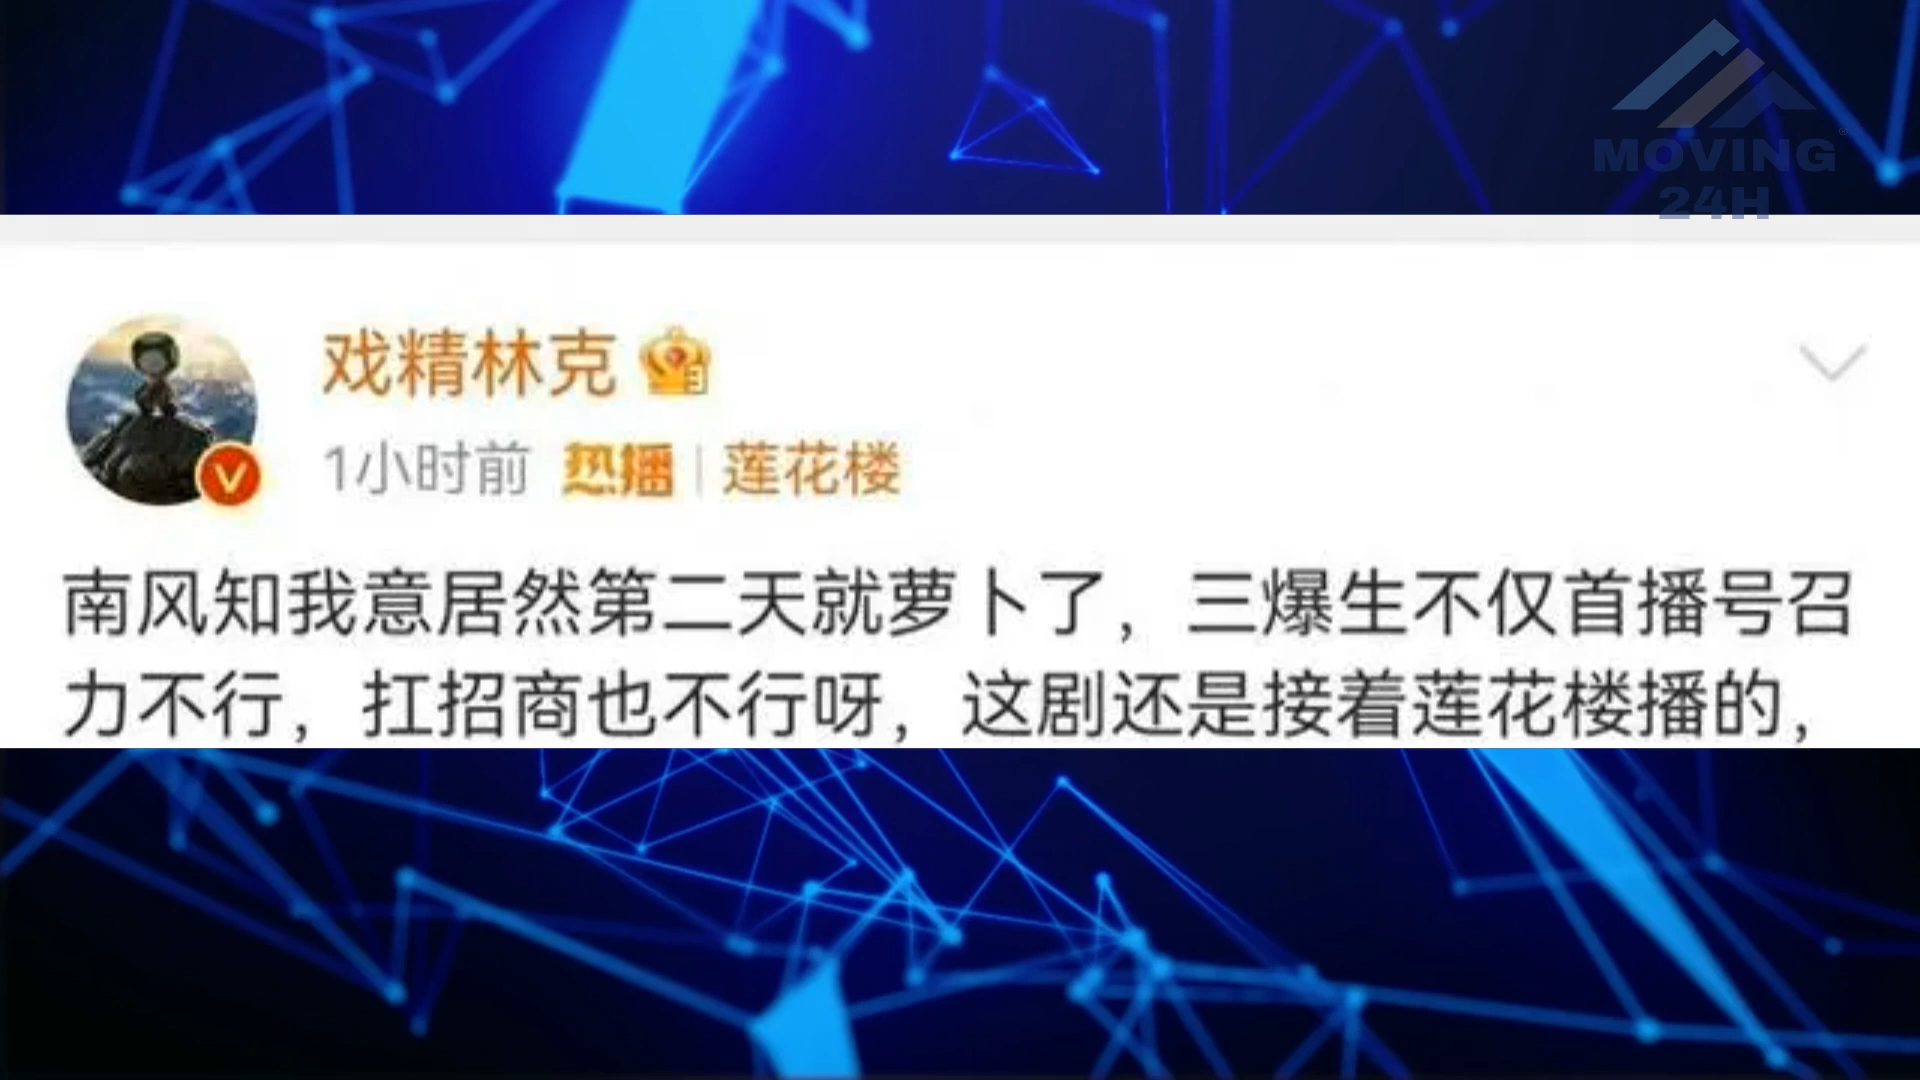 MOVING
24H
戏精林克
1小时前 热播 | 莲花楼
南风知我意居然第二天就萝卜了，三爆生不仅首播号召
力不行，扛招商也不行呀，这剧还是接着莲花楼播的，